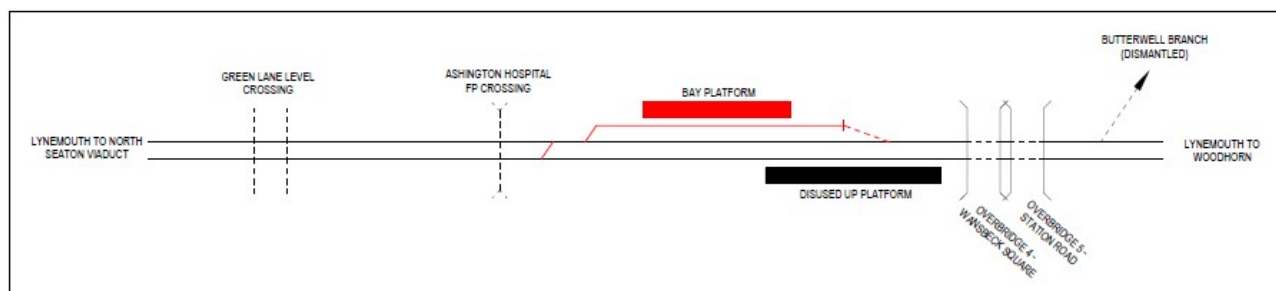 BUTTERWELL BRANCH
(DISMANTLED)
GREEN LANE LEVEL
CROSSING
ASHINGTON HOSPITAL
FP CROSSING
BAY PLATFORM
LYNEMOUTH TO NORTH
SEATON VIADUCT
LYNEMOUTH TO
WOODHORN
DISUSED UP PLATFORM
OVERBRIDGE 4 -
WANSBECK SQUARE
OVERBRIDGE 5 -
STATION ROAD